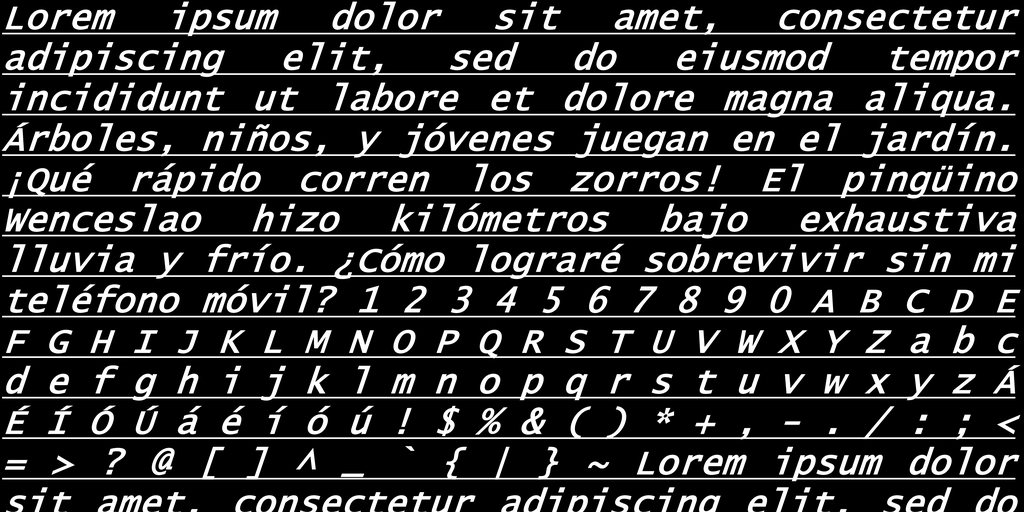 Lorem ipsum dolor sit amet, consectetur
adipiscing elit, sed do eiusmod tempor
incididunt ut labore et dolore magna aliqua.
Árboles, niños, y jóvenes juegan en el jardín.
¡Qué rápido corren los zorros! El pingüino
Wenceslao hizo kilómetros bajo exhaustiva
lluvia y frío. ¿Cómo lograré sobrevivir sin mi
teléfono móvil? 1 2 3 4 5 6 7 8 9 0 A B C D E
F G H I J K L M N O P Q R S T U V W X Y Z a b c
d e f g h i j k l m n o p q r s t u v w x y z Á
É Í Ó Ú á é í ó ú ! $ % & ( ) * + , - . / : ; <
= > ? @ [ ] ^ _ ` { | } ~ Lorem ipsum dolor
sit amet, consectetur adipiscing elit, sed do